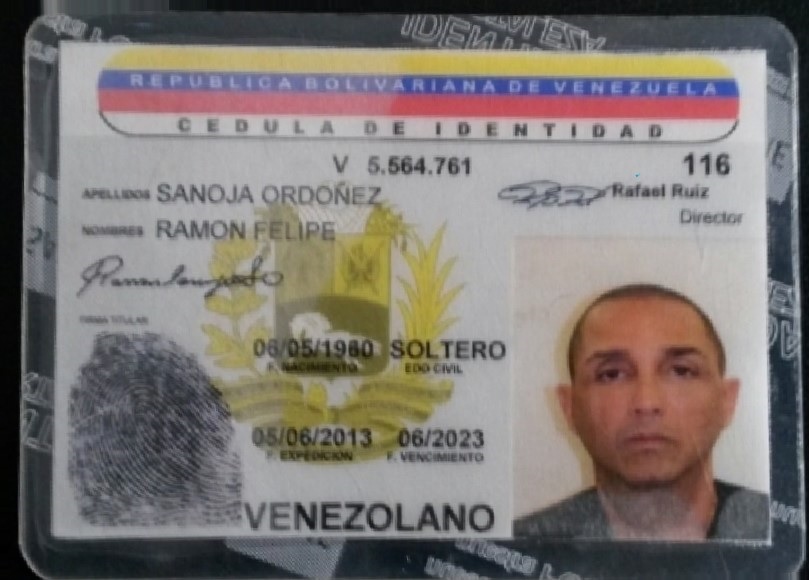 REPUBLICA BOLIVARIANA DE VENEZUELA
CEDULA DE IDENTIDAD
V 5.564.761 116
APELLIDOS SANOJA ORDOÑEZ
Rafael Ruiz
Director
NOMBRES RAMON FELIPE
FIRMA TITULAR
06/05/1960 SOLTERO
F. NACIMIENTO EDO CIVIL
05/06/2013 06/2023
F. EXPEDICION F. VENCIMIENTO
VENEZOLANO